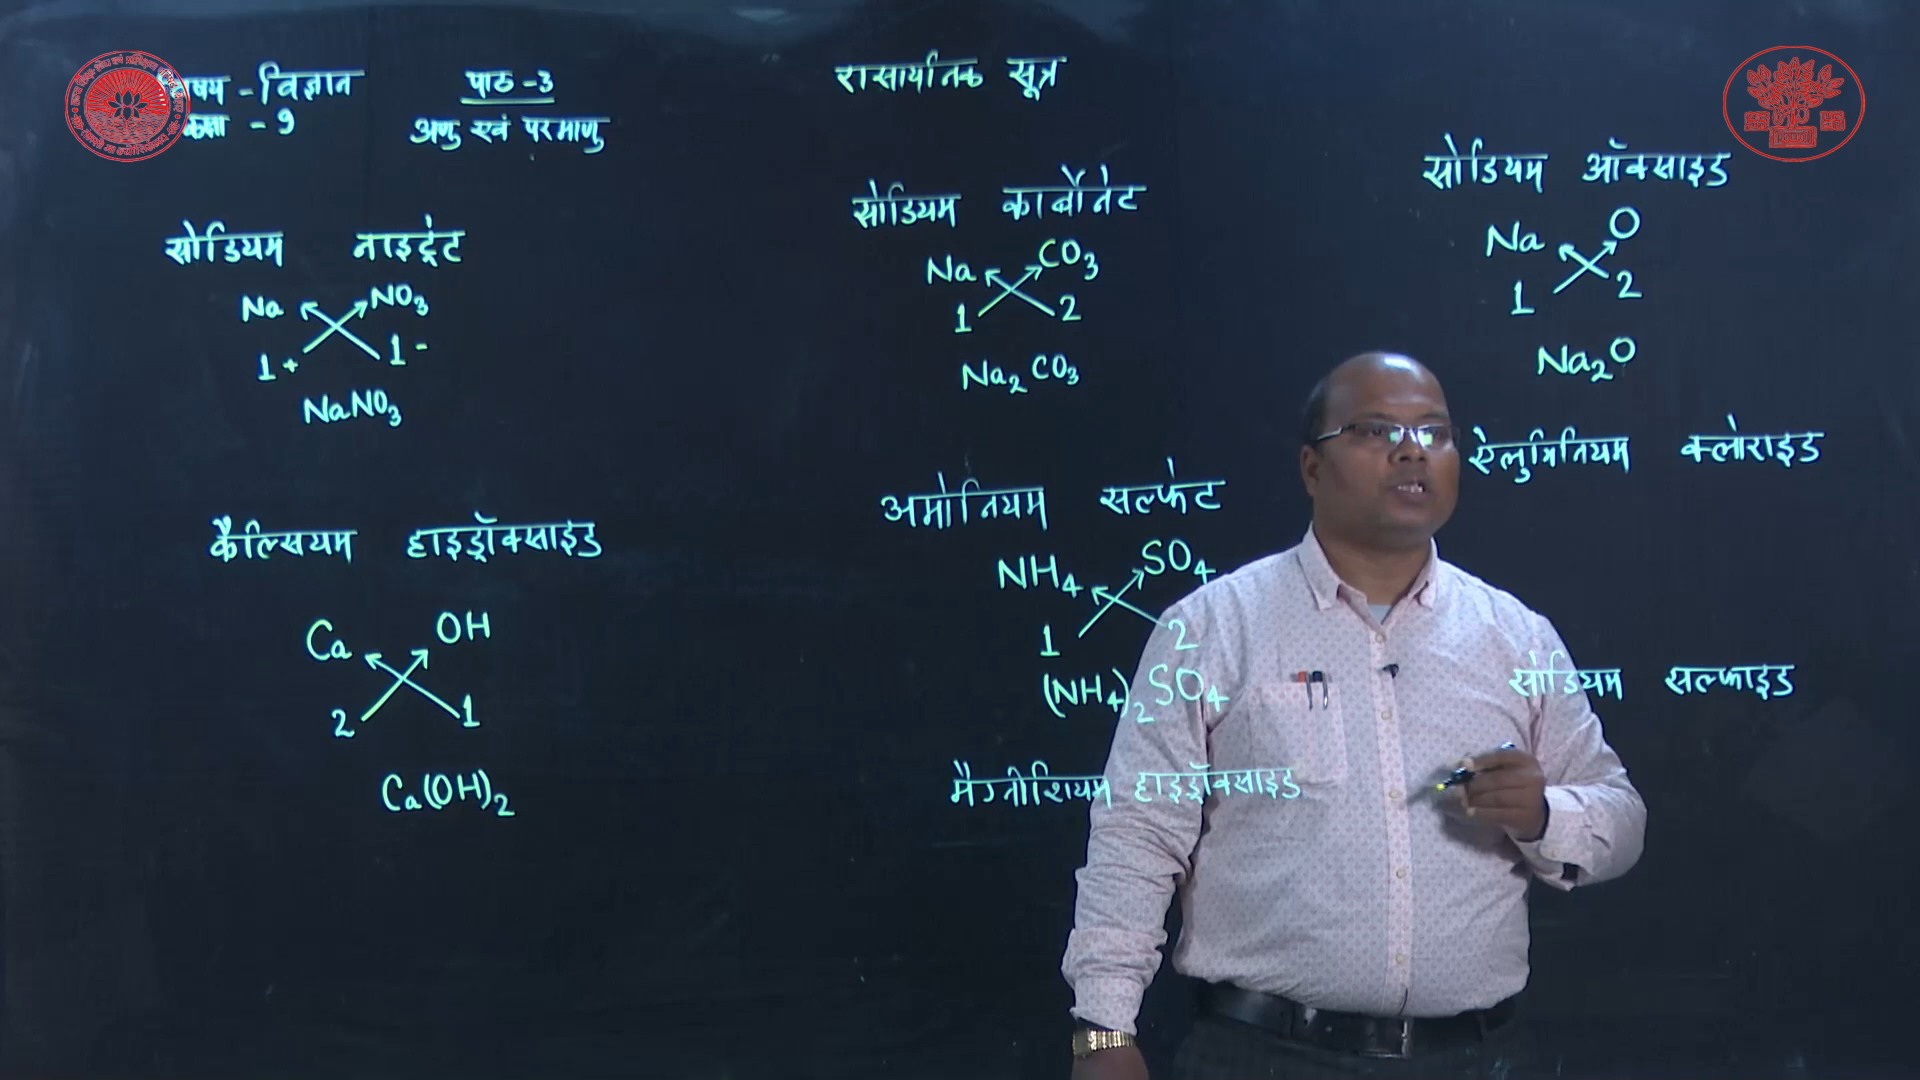 विषय - विज्ञान
कक्षा - 9
पाठ - 3
अणु एवं परमाणु
रासायनिक सूत्र
सोडियम नाइट्रेट
Na NO₃
1+ 1-
NaNO₃
कैल्सियम हाइड्रॉक्साइड
Ca OH
2 1
Ca(OH)₂
सोडियम कार्बोनेट
Na CO₃
1 2
Na₂CO₃
अमोनियम सल्फेट
NH₄ SO₄
1 2
(NH₄)₂SO₄
मैग्नीशियम हाइड्रॉक्साइड
सोडियम ऑक्साइड
Na O
1 2
Na₂O
ऐलुमिनियम क्लोराइड
सोडियम सल्फाइड